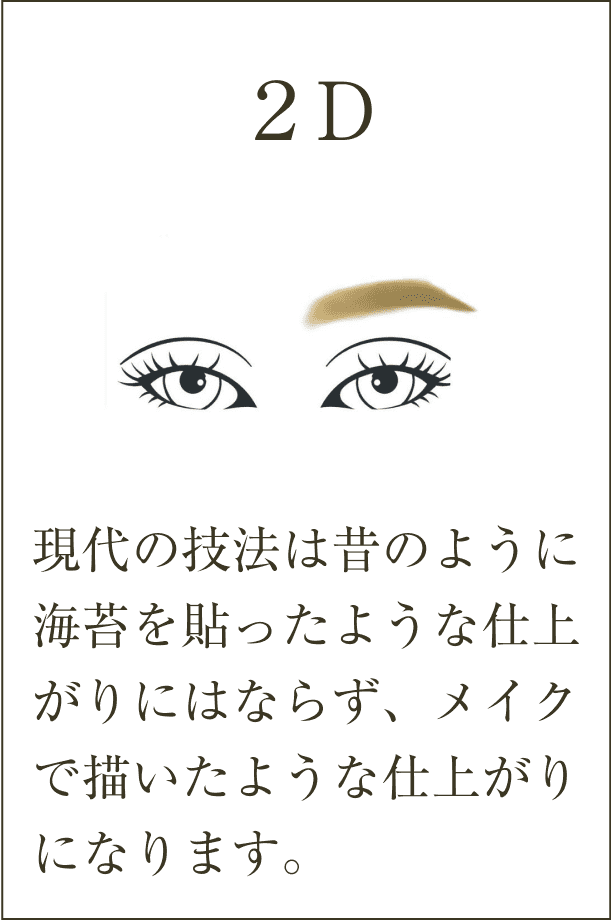 ２D
現代の技法は昔のように
海苔を貼ったような仕上
がりにはならず、メイク
で描いたような仕上がり
になります。